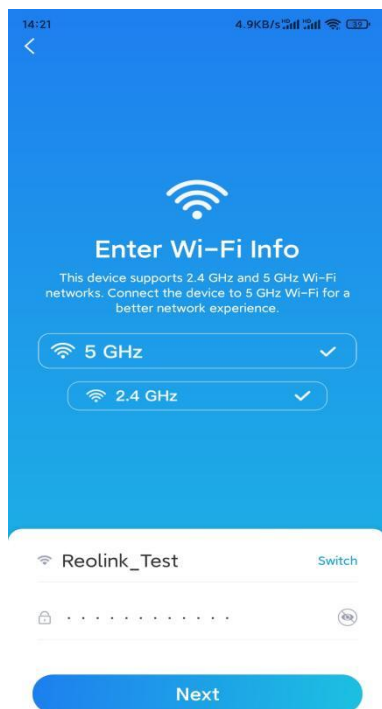 14:21 4.9KB/s 39
Enter Wi-Fi Info
This device supports 2.4 GHz and 5 GHz Wi-Fi
networks. Connect the device to 5 GHz Wi-Fi for a
better network experience.
5 GHz
2.4 GHz
Reolink_Test Switch
Next